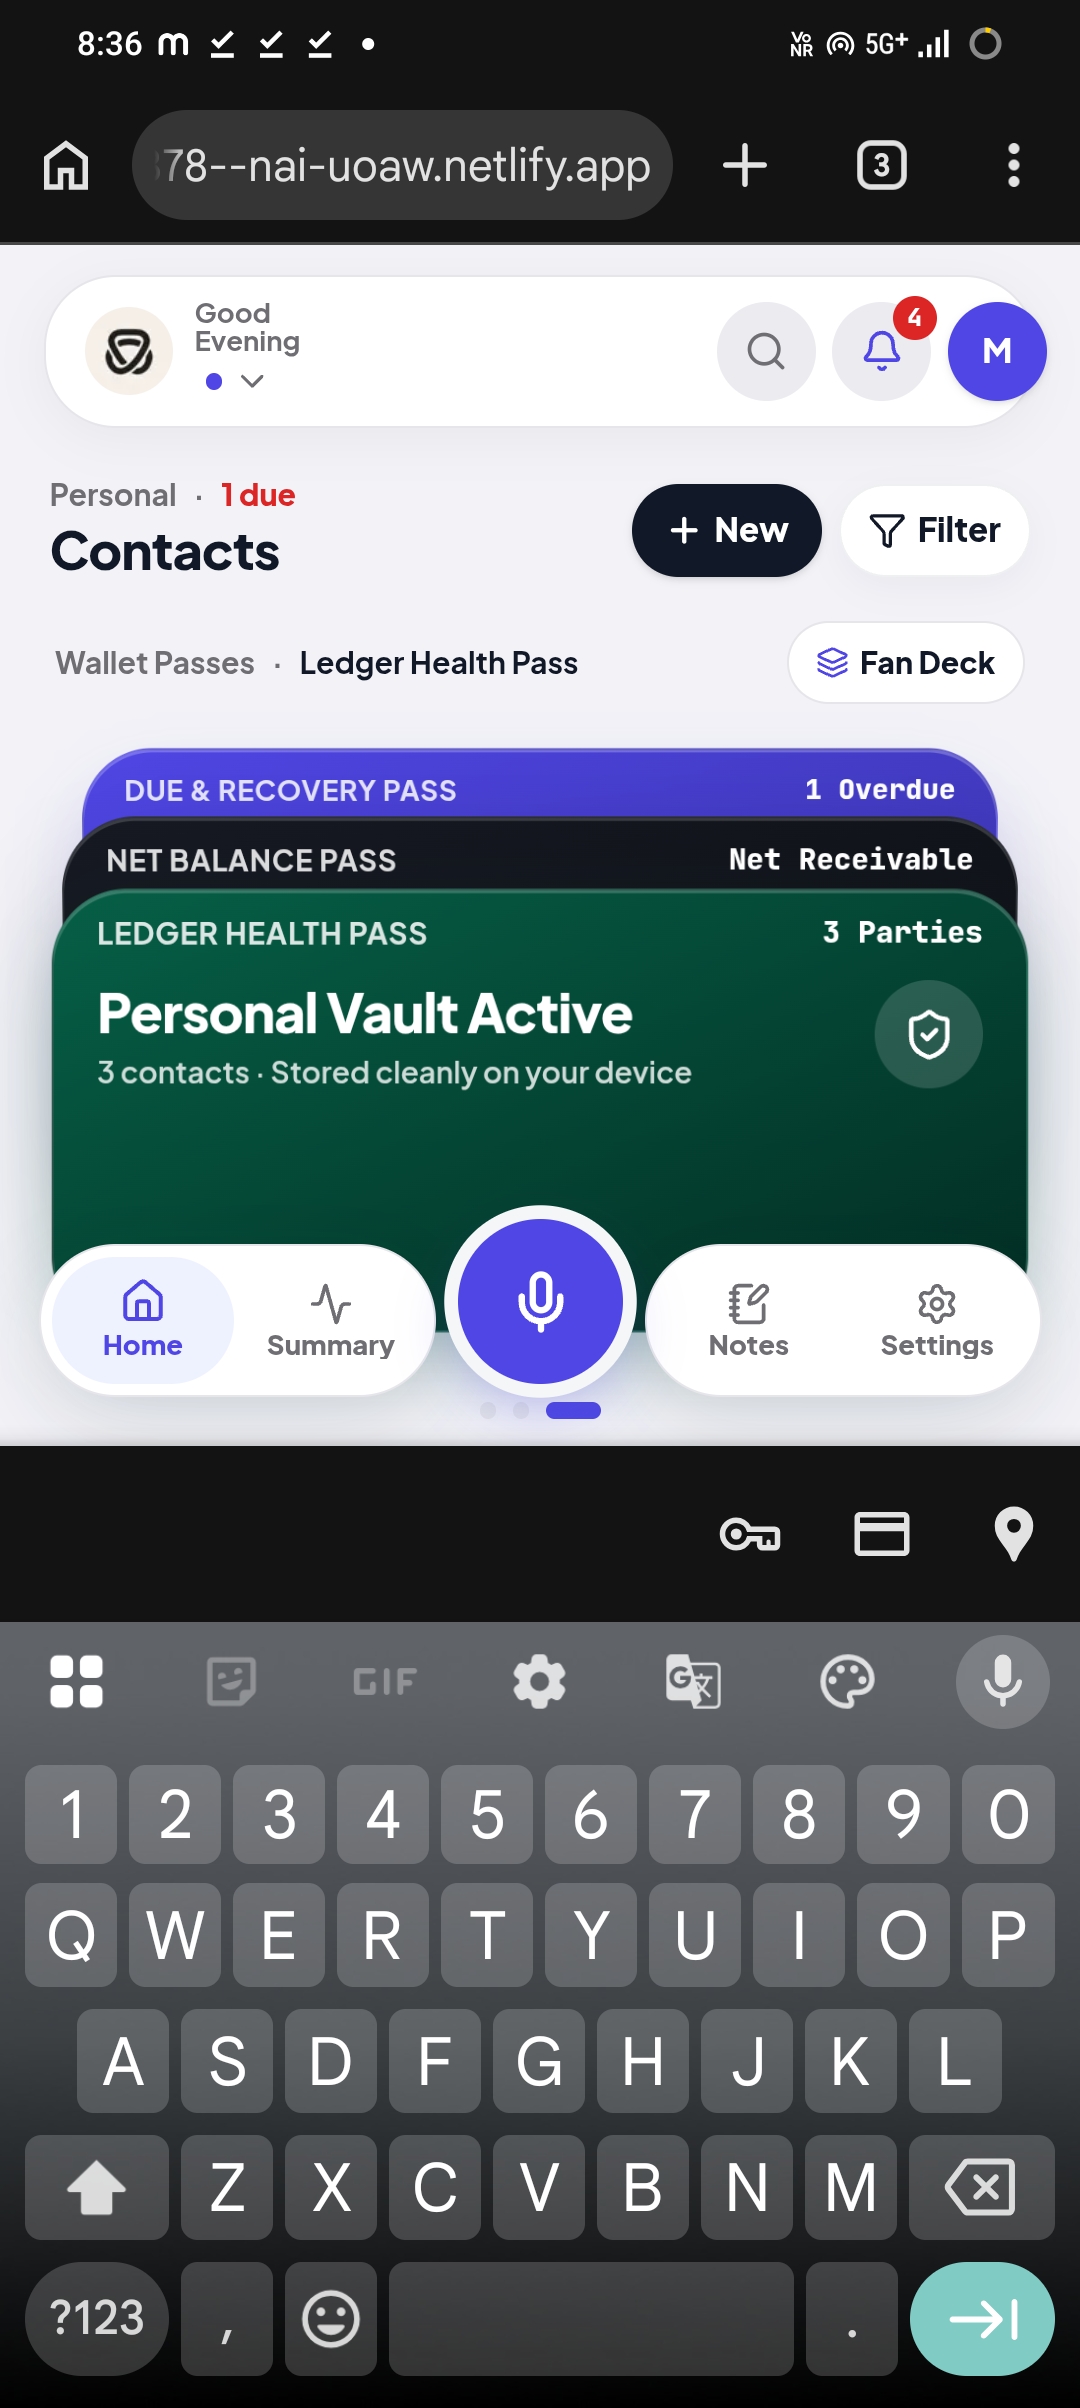 8:36
Vo
NR
5G+
78--nai-uoaw.netlify.app
3
Good
Evening
4
M
Personal · 1 due
Contacts
+ New
Filter
Wallet Passes · Ledger Health Pass
Fan Deck
DUE & RECOVERY PASS
1 Overdue
NET BALANCE PASS
Net Receivable
LEDGER HEALTH PASS
3 Parties
Personal Vault Active
3 contacts · Stored cleanly on your device
Home
Summary
Notes
Settings
GIF
G 文
1 2 3 4 5 6 7 8 9 0
Q W E R T Y U I O P
A S D F G H J K L
Z X C V B N M
?123 , .